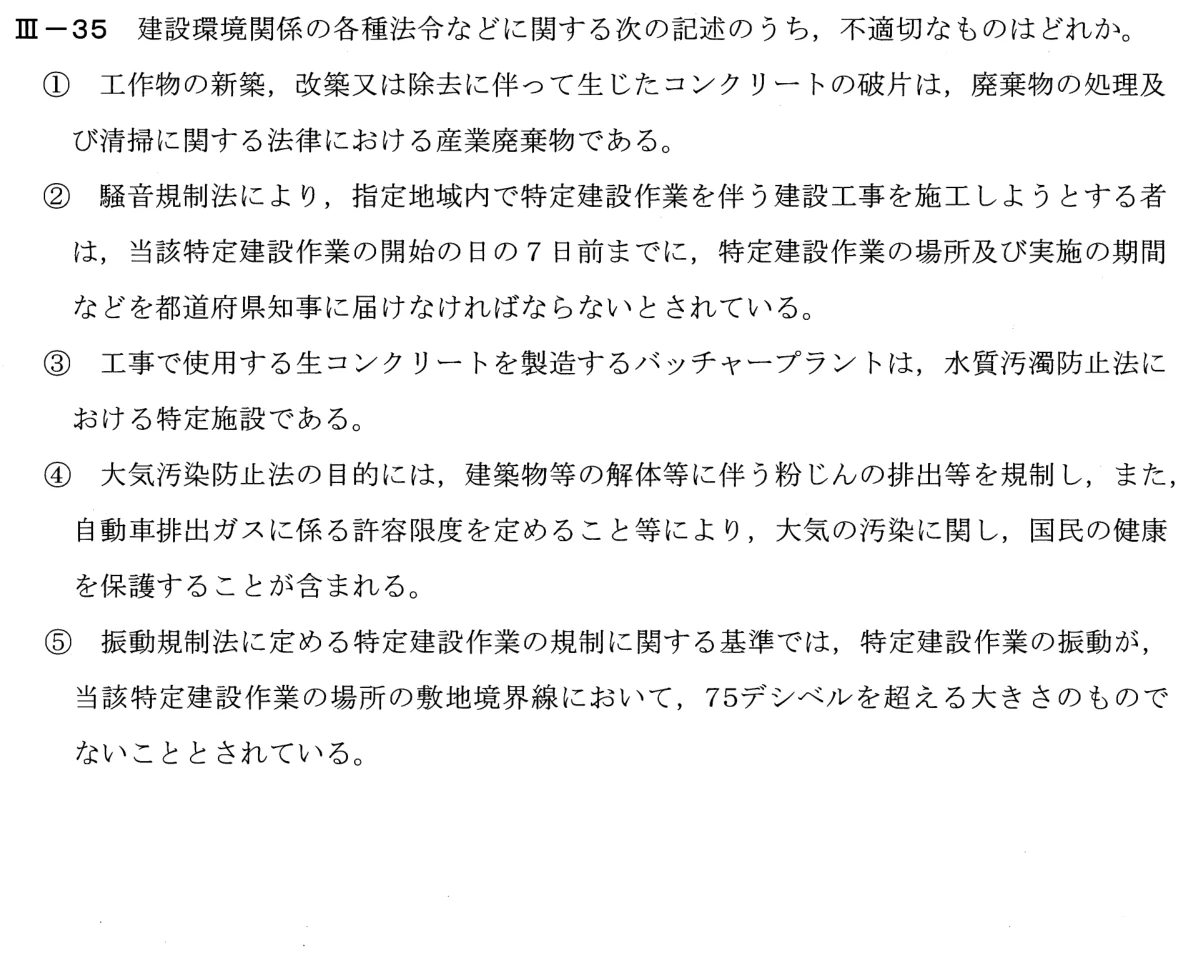 Ⅲ－35　建設環境関係の各種法令などに関する次の記述のうち，不適切なものはどれか。
①　工作物の新築，改築又は除去に伴って生じたコンクリートの破片は，廃棄物の処理及
び清掃に関する法律における産業廃棄物である。
②　騒音規制法により，指定地域内で特定建設作業を伴う建設工事を施工しようとする者
は，当該特定建設作業の開始の日の７日前までに，特定建設作業の場所及び実施の期間
などを都道府県知事に届けなければならないとされている。
③　工事で使用する生コンクリートを製造するバッチャープラントは，水質汚濁防止法に
おける特定施設である。
④　大気汚染防止法の目的には，建築物等の解体等に伴う粉じんの排出等を規制し，また，
自動車排出ガスに係る許容限度を定めること等により，大気の汚染に関し，国民の健康
を保護することが含まれる。
⑤　振動規制法に定める特定建設作業の規制に関する基準では，特定建設作業の振動が，
当該特定建設作業の場所の敷地境界線において，75デシベルを超える大きさのもので
ないこととされている。